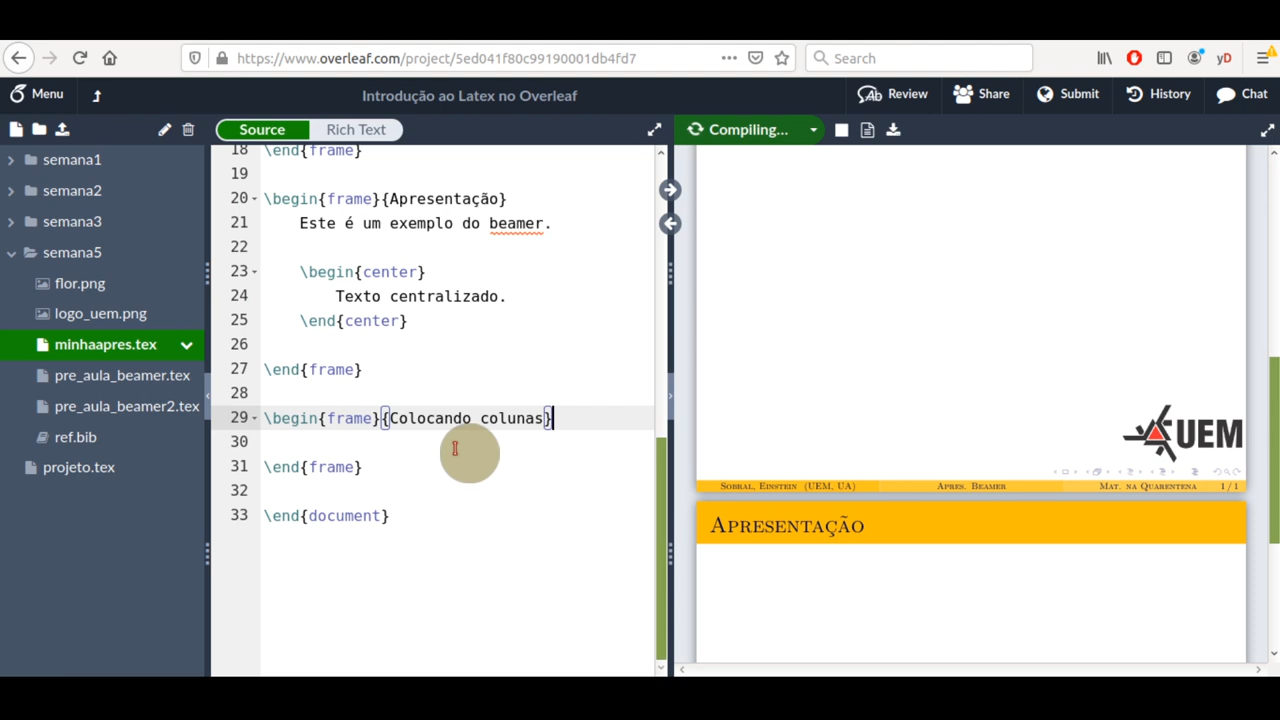 https://www.overleaf.com/project/5ed041f80c99190001db4fd7
Search
yD
Menu
Introdução ao Latex no Overleaf
Review
Share
Submit
History
Chat
Source
Rich Text
Compiling...
semana1
semana2
semana3
semana5
flor.png
logo_uem.png
minhaapres.tex
pre_aula_beamer.tex
pre_aula_beamer2.tex
ref.bib
projeto.tex
18 \end{frame}
19
20 \begin{frame}{Apresentação}
21 Este é um exemplo do beamer.
22
23 \begin{center}
24 Texto centralizado.
25 \end{center}
26
27 \end{frame}
28
29 \begin{frame}{Colocando colunas}
30
31 \end{frame}
32
33 \end{document}
UEM
Sobral, Einstein (UEM, UA)
Apres. Beamer
Mat. na Quarentena
1 / 1
Apresentação